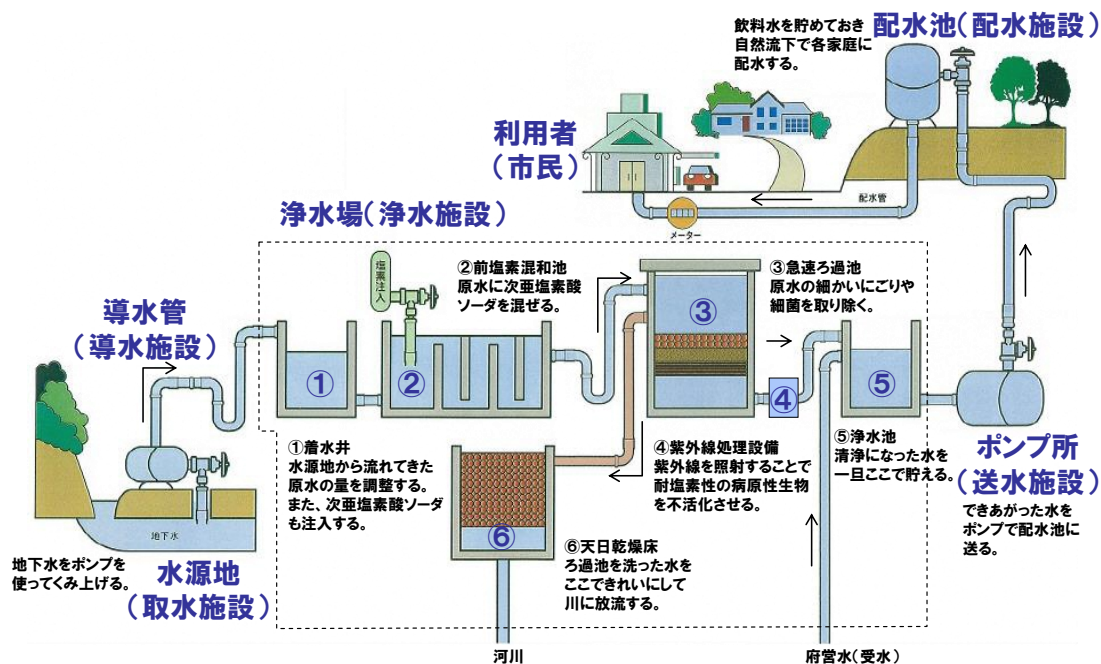 飲料水を貯めておき
自然流下で各家庭に
配水する。
配水池(配水施設)
利用者
(市民)
配水管
メーター
浄水場(浄水施設)
塩素注入
②前塩素混和池
原水に次亜塩素酸
ソーダを混ぜる。
③急速ろ過池
原水の細かいにごりや
細菌を取り除く。
導水管
(導水施設)
①
②
③
④
⑤
①着水井
水源地から流れてきた
原水の量を調整する。
また、次亜塩素酸ソーダ
も注入する。
④紫外線処理設備
紫外線を照射することで
耐塩素性の病原性生物
を不活化させる。
⑤浄水池
清浄になった水を
一旦ここで貯える。
ポンプ所
(送水施設)
できあがった水を
ポンプで配水池に
送る。
⑥
⑥天日乾燥床
ろ過池を洗った水を
ここできれいにして
川に放流する。
地下水
地下水をポンプを
使ってくみ上げる。
水源地
(取水施設)
河川
府営水(受水)